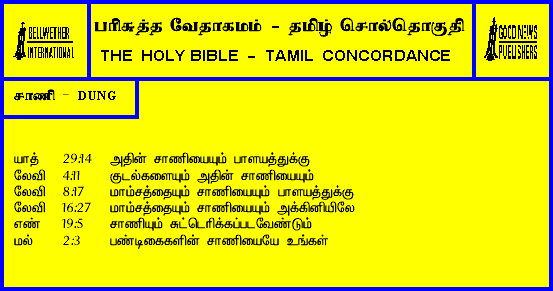 BELLWETHER
INTERNATIONAL
பரிசுத்த வேதாகமம் - தமிழ் சொல்தொகுதி
THE HOLY BIBLE - TAMIL CONCORDANCE
GOOD NEWS
PUBLISHERS
சாணி - DUNG
யாத் 29:14 அதின் சாணியையும் பாளயத்துக்கு
லேவி 4:11 குடல்களையும் அதின் சாணியையும்
லேவி 8:17 மாம்சத்தையும் சாணியையும் பாளயத்துக்கு
லேவி 16:27 மாம்சத்தையும் சாணியையும் அக்கினியிலே
எண் 19:5 சாணியும் சுட்டெரிக்கப்படவேண்டும்
மல் 2:3 பண்டிகைகளின் சாணியையே உங்கள்